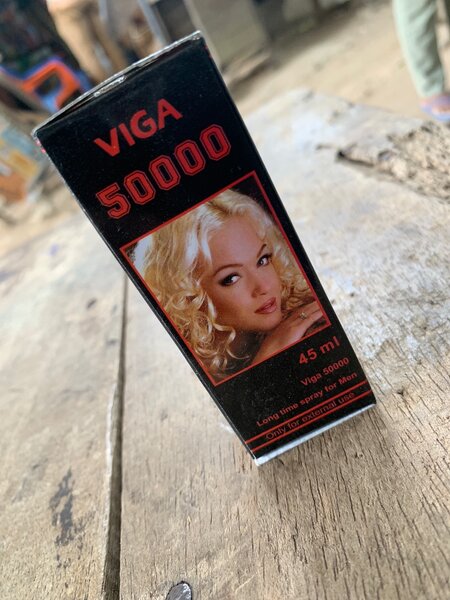 VIGA
50000
45 ml
Viga 50000
Long time spray for Men
Only for external use